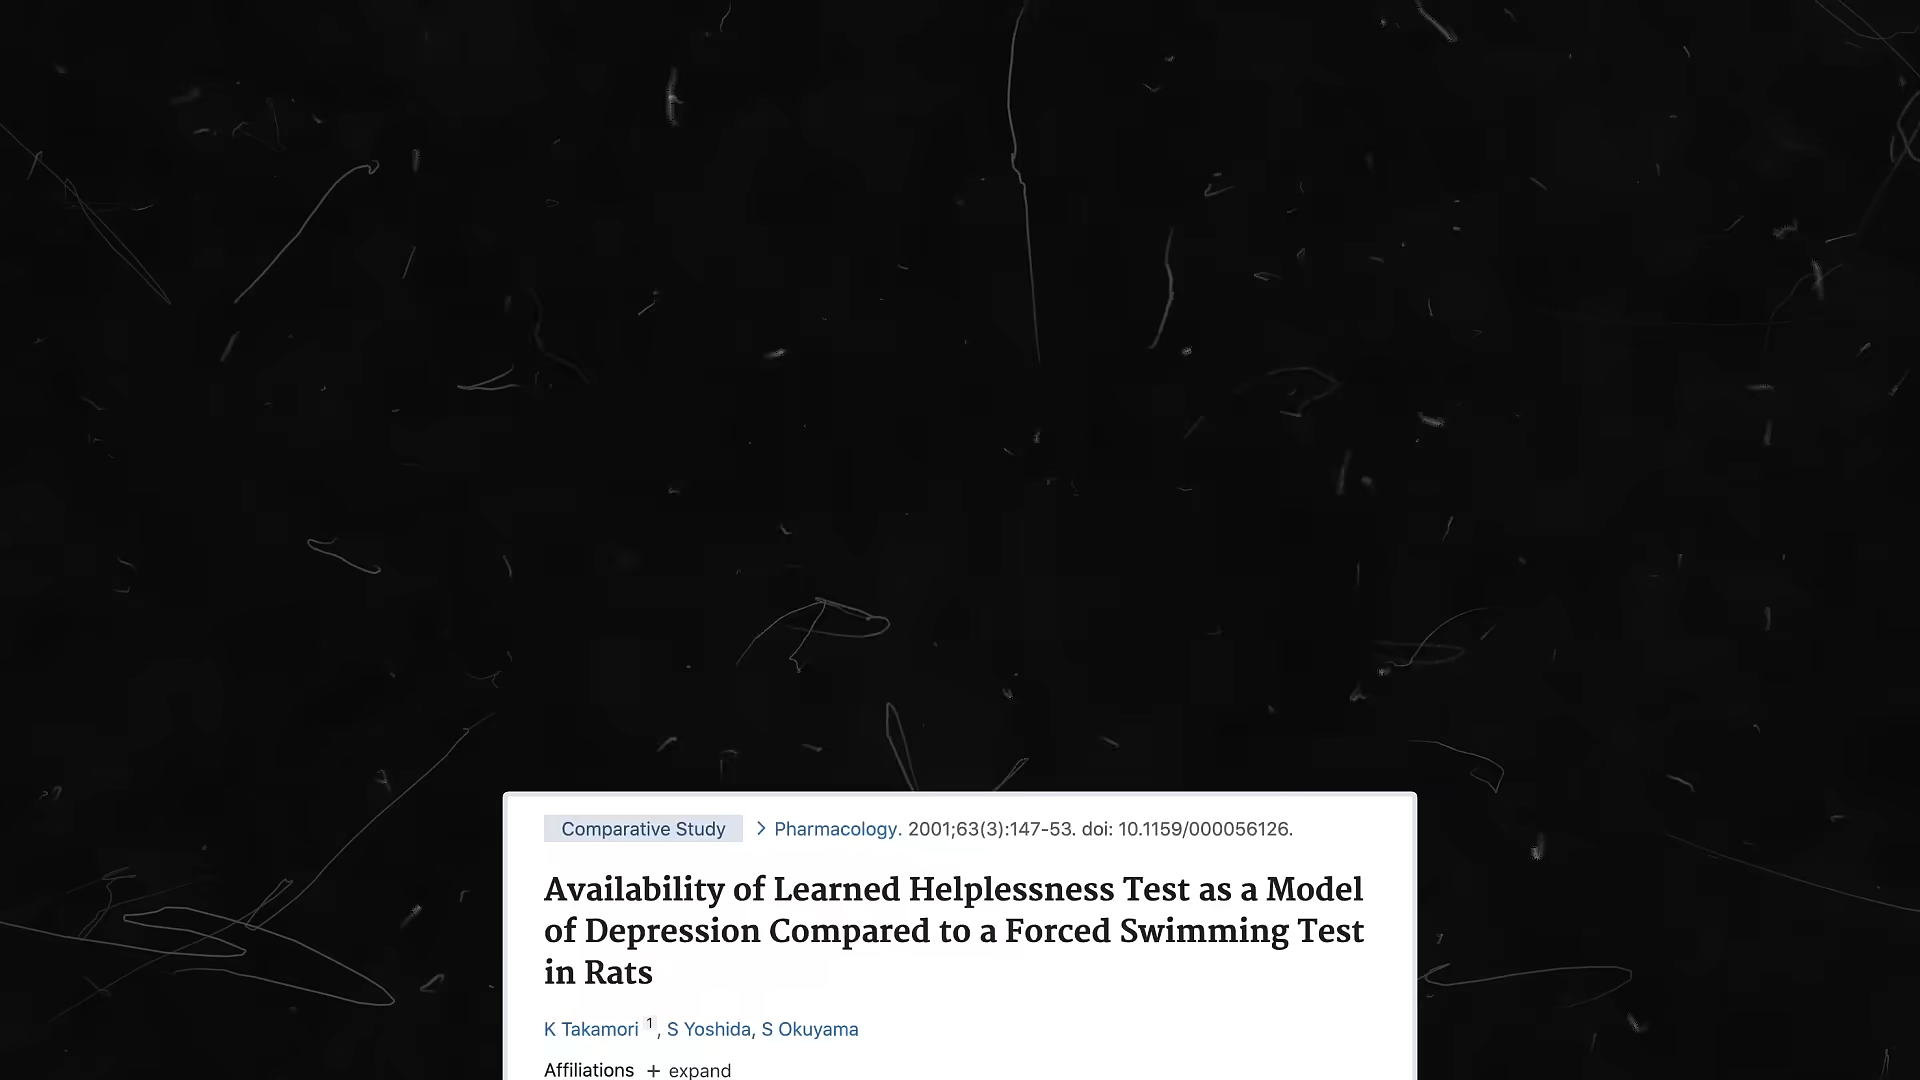 Comparative Study > Pharmacology. 2001;63(3):147-53. doi: 10.1159/000056126.
Availability of Learned Helplessness Test as a Model
of Depression Compared to a Forced Swimming Test
in Rats
K Takamori 1, S Yoshida, S Okuyama
Affiliations + expand